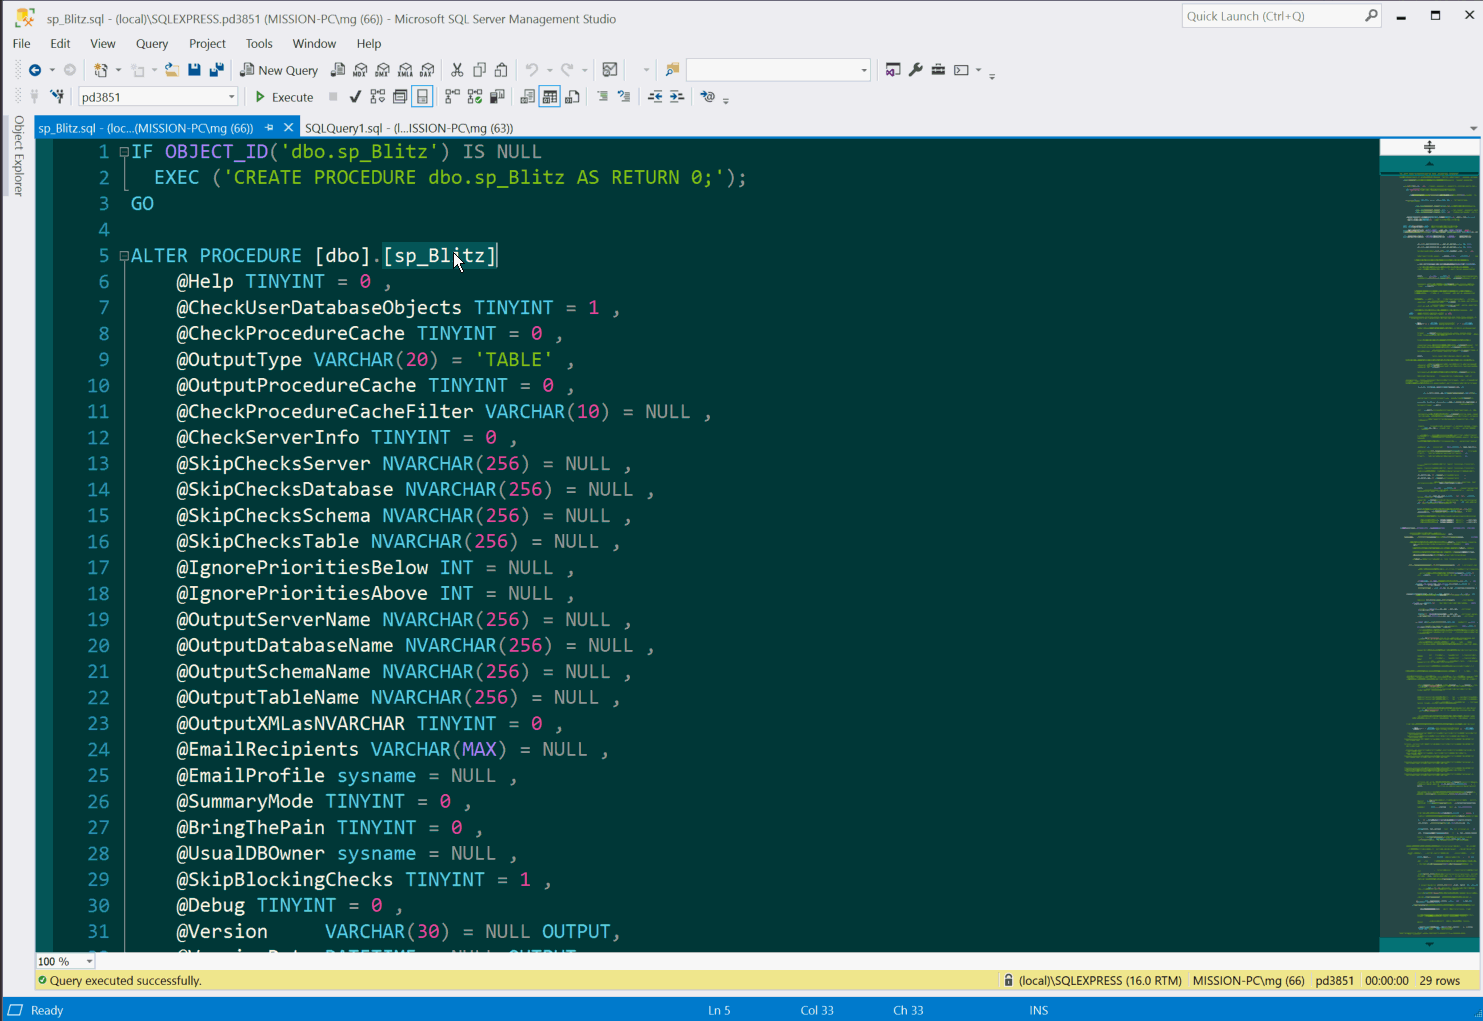 sp_Blitz.sql - (local)\SQLEXPRESS.pd3851 (MISSION-PC\mg (66)) - Microsoft SQL Server Management Studio
Quick Launch (Ctrl+Q)
File Edit View Query Project Tools Window Help
New Query MDX DMX XMLA DAX
pd3851 Execute
Object Explorer
sp_Blitz.sql - (loc...(MISSION-PC\mg (66)) SQLQuery1.sql - (l...ISSION-PC\mg (63))
1 IF OBJECT_ID('dbo.sp_Blitz') IS NULL
2 EXEC ('CREATE PROCEDURE dbo.sp_Blitz AS RETURN 0;');
3 GO
4
5 ALTER PROCEDURE [dbo].[sp_Blitz]
6 @Help TINYINT = 0 ,
7 @CheckUserDatabaseObjects TINYINT = 1 ,
8 @CheckProcedureCache TINYINT = 0 ,
9 @OutputType VARCHAR(20) = 'TABLE' ,
10 @OutputProcedureCache TINYINT = 0 ,
11 @CheckProcedureCacheFilter VARCHAR(10) = NULL ,
12 @CheckServerInfo TINYINT = 0 ,
13 @SkipChecksServer NVARCHAR(256) = NULL ,
14 @SkipChecksDatabase NVARCHAR(256) = NULL ,
15 @SkipChecksSchema NVARCHAR(256) = NULL ,
16 @SkipChecksTable NVARCHAR(256) = NULL ,
17 @IgnorePrioritiesBelow INT = NULL ,
18 @IgnorePrioritiesAbove INT = NULL ,
19 @OutputServerName NVARCHAR(256) = NULL ,
20 @OutputDatabaseName NVARCHAR(256) = NULL ,
21 @OutputSchemaName NVARCHAR(256) = NULL ,
22 @OutputTableName NVARCHAR(256) = NULL ,
23 @OutputXMLasNVARCHAR TINYINT = 0 ,
24 @EmailRecipients VARCHAR(MAX) = NULL ,
25 @EmailProfile sysname = NULL ,
26 @SummaryMode TINYINT = 0 ,
27 @BringThePain TINYINT = 0 ,
28 @UsualDBOwner sysname = NULL ,
29 @SkipBlockingChecks TINYINT = 1 ,
30 @Debug TINYINT = 0 ,
31 @Version VARCHAR(30) = NULL OUTPUT,
100 %
Query executed successfully. (local)\SQLEXPRESS (16.0 RTM) MISSION-PC\mg (66) pd3851 00:00:00 29 rows
Ready Ln 5 Col 33 Ch 33 INS